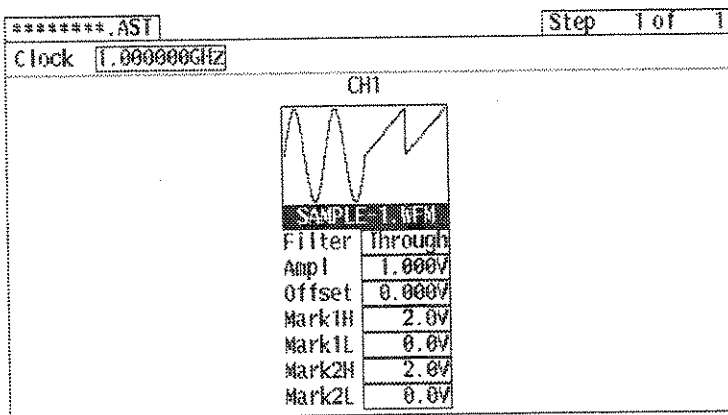 ********.AST Step 1 of 1
Clock 1.000000GHz
CH1
SAMPLE-1.WFM
Filter Through
Ampl 1.000V
Offset 0.000V
Mark1H 2.0V
Mark1L 0.0V
Mark2H 2.0V
Mark2L 0.0V